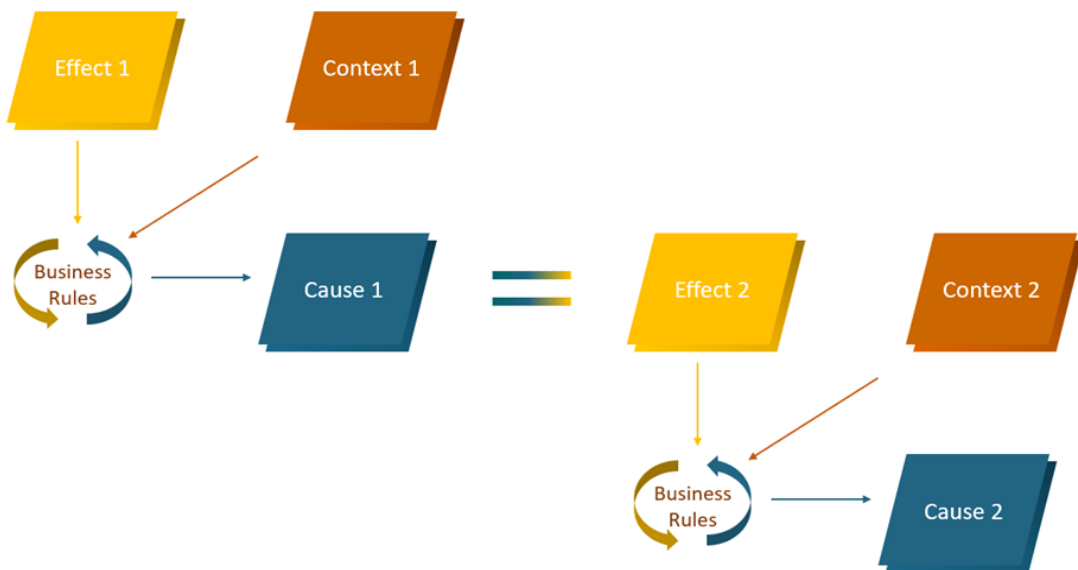 Effect 1
Context 1
Business
Rules
Cause 1
Effect 2
Context 2
Business
Rules
Cause 2